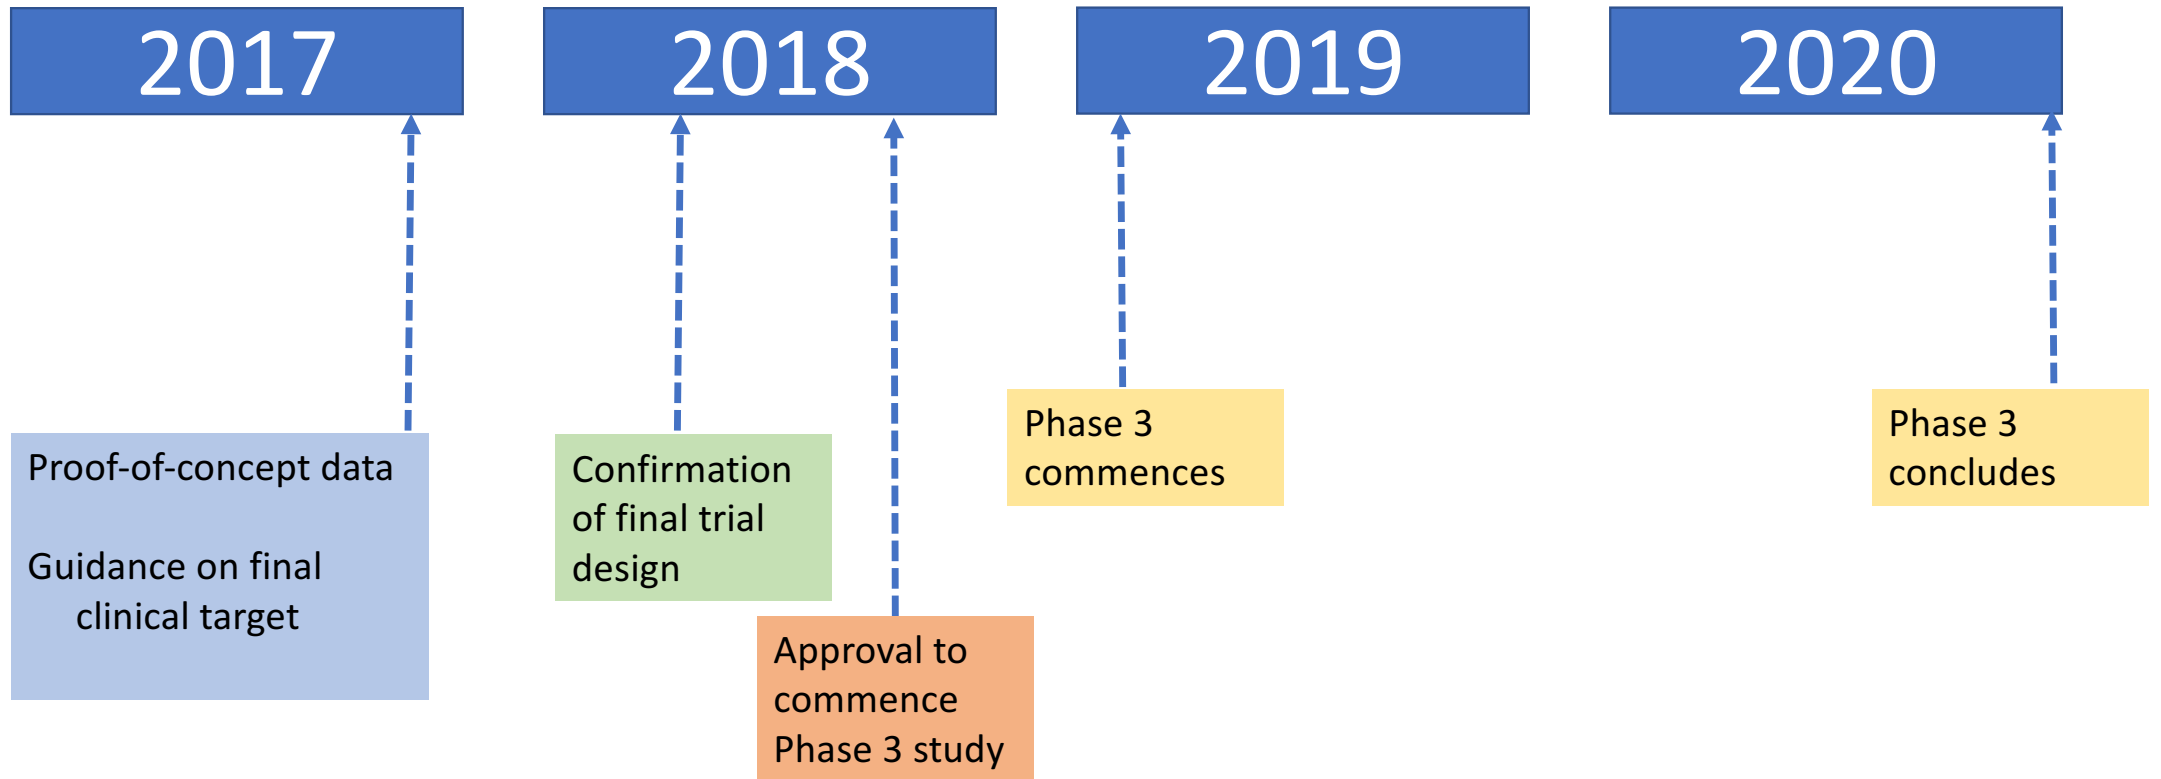 2017
2018
2019
2020
Proof-of-concept data
Guidance on final
clinical target
Confirmation
of final trial
design
Approval to
commence
Phase 3 study
Phase 3
commences
Phase 3
concludes